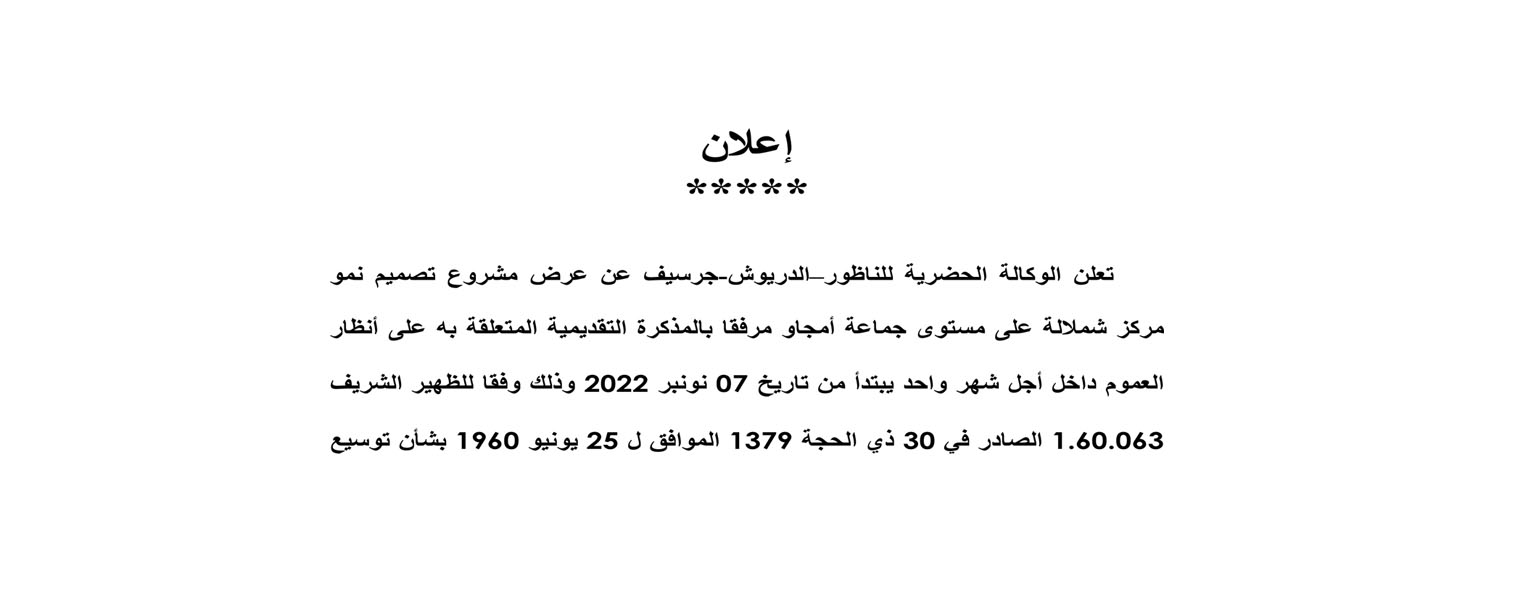 إعلان
*****
تعلن الوكالة الحضرية للناظور–الدريوش-جرسيف عن عرض مشروع تصميم نمو
مركز شملالة على مستوى جماعة أمجاو مرفقا بالمذكرة التقديمية المتعلقة به على أنظار
العموم داخل أجل شهر واحد يبتدأ من تاريخ 07 نونبر 2022 وذلك وفقا للظهير الشريف
1.60.063 الصادر في 30 ذي الحجة 1379 الموافق ل 25 يونيو 1960 بشأن توسيع